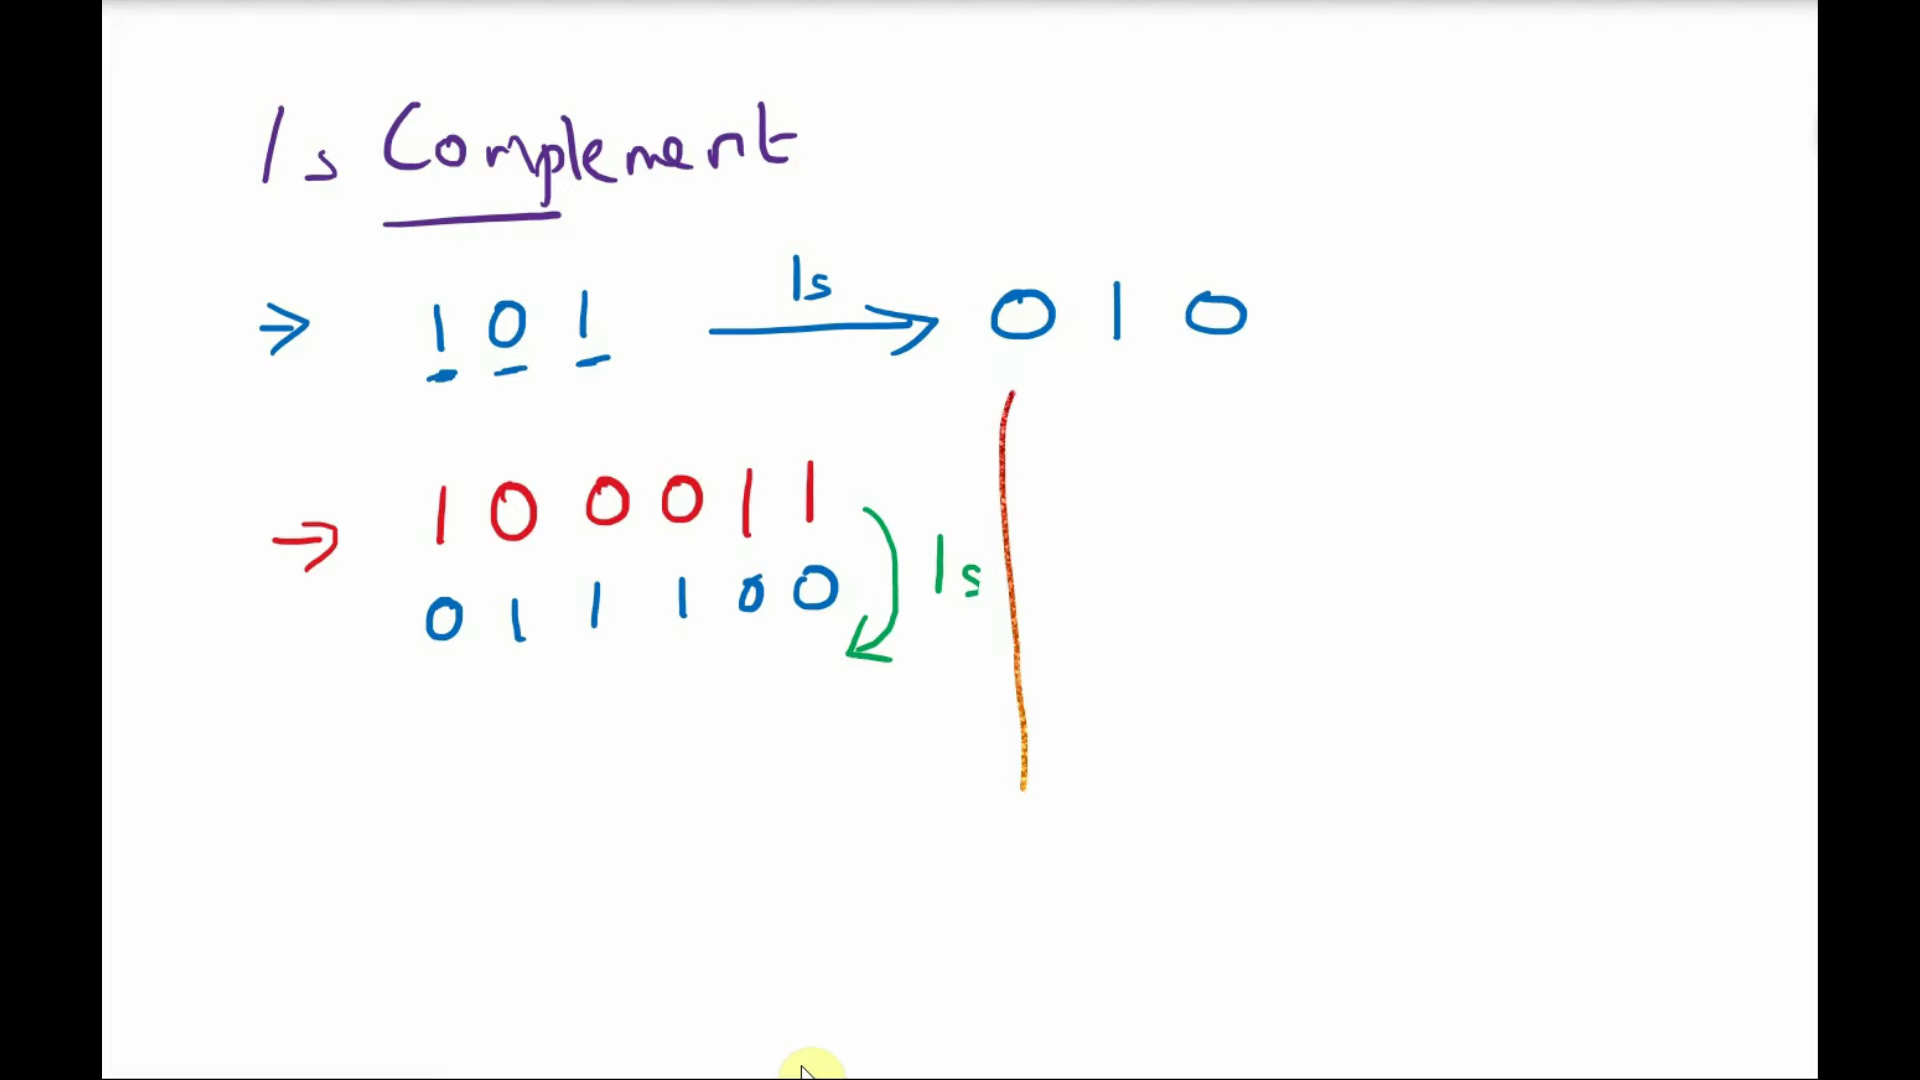 1s Complement
→ 1 0 1 1s → 0 1 0
→ 1 0 0 0 1 1
0 1 1 1 0 0 1s